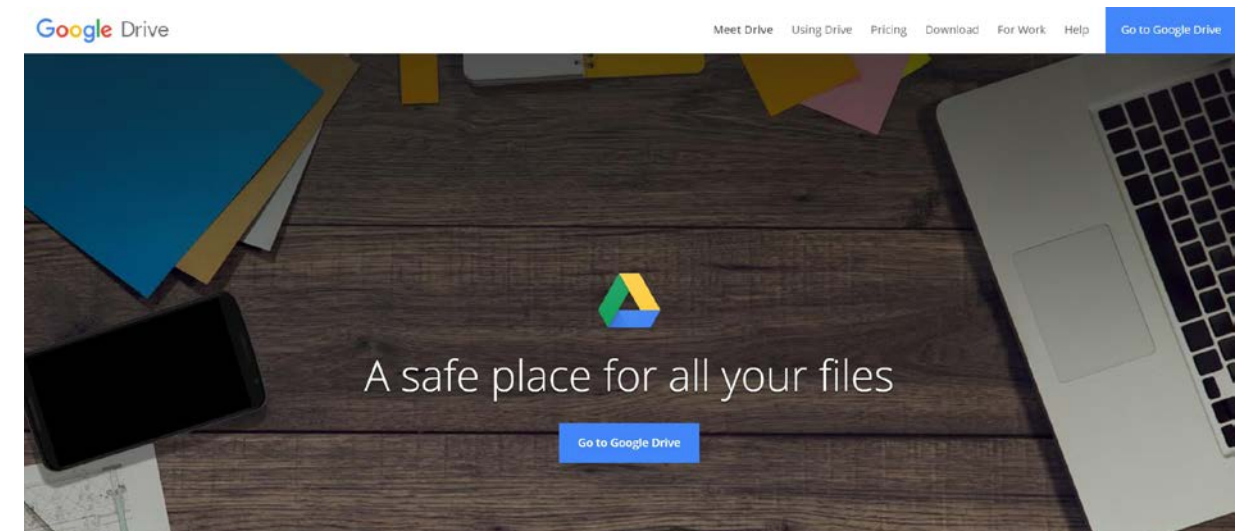 Google Drive
Meet Drive Using Drive Pricing Download For Work Help Go to Google Drive
A safe place for all your files
Go to Google Drive